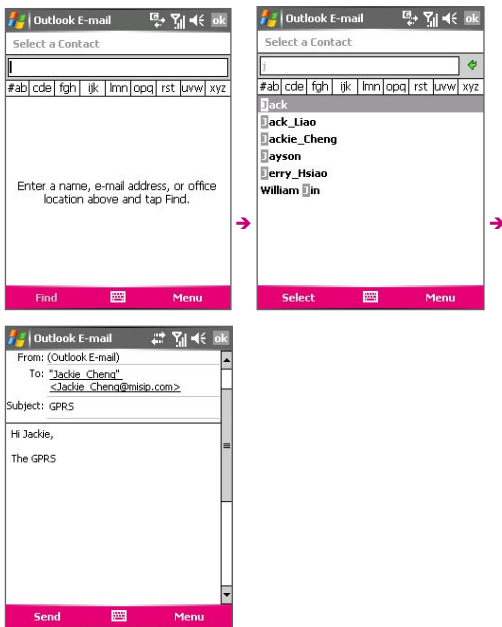 Outlook E-mail ok
Select a Contact
#ab cde fgh ijk lmn opq rst uvw xyz
Enter a name, e-mail address, or office
location above and tap Find.
Find Menu
Outlook E-mail ok
Select a Contact
j
#ab cde fgh ijk lmn opq rst uvw xyz
Jack
Jack_Liao
Jackie_Cheng
Jayson
Jerry_Hsiao
William Jin
Select Menu
Outlook E-mail ok
From: (Outlook E-mail)
To: "Jackie_Cheng"
<Jackie_Cheng@misip.com>
Subject: GPRS
Hi Jackie,
The GPRS
Send Menu